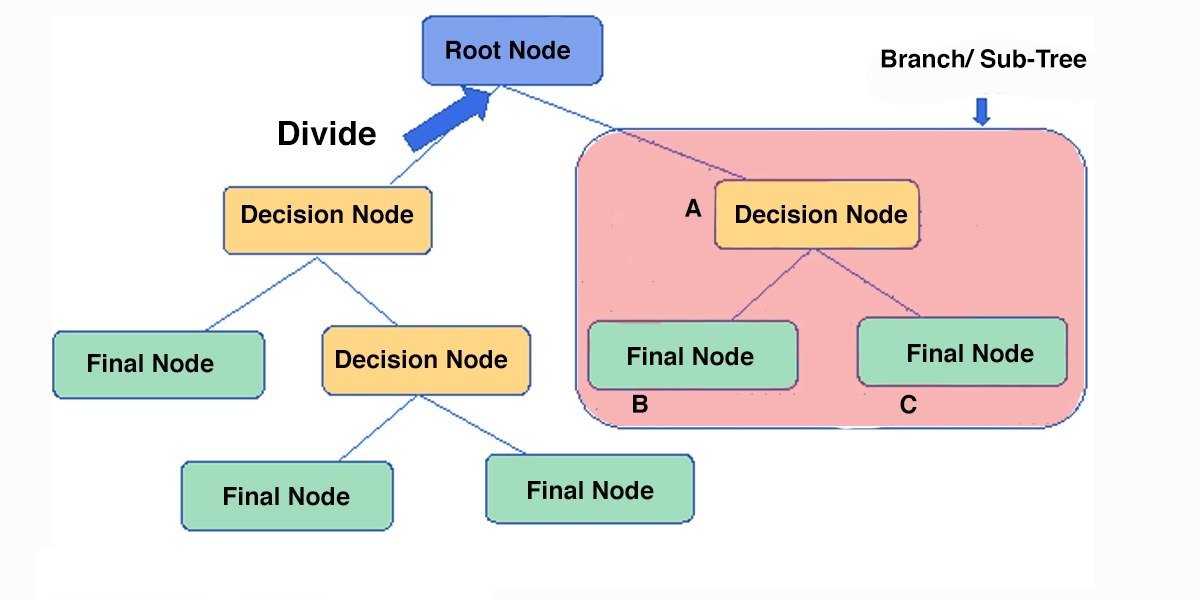 Root Node
Branch/ Sub-Tree
Divide
Decision Node
A
Decision Node
Final Node
Decision Node
Final Node
Final Node
B
C
Final Node
Final Node